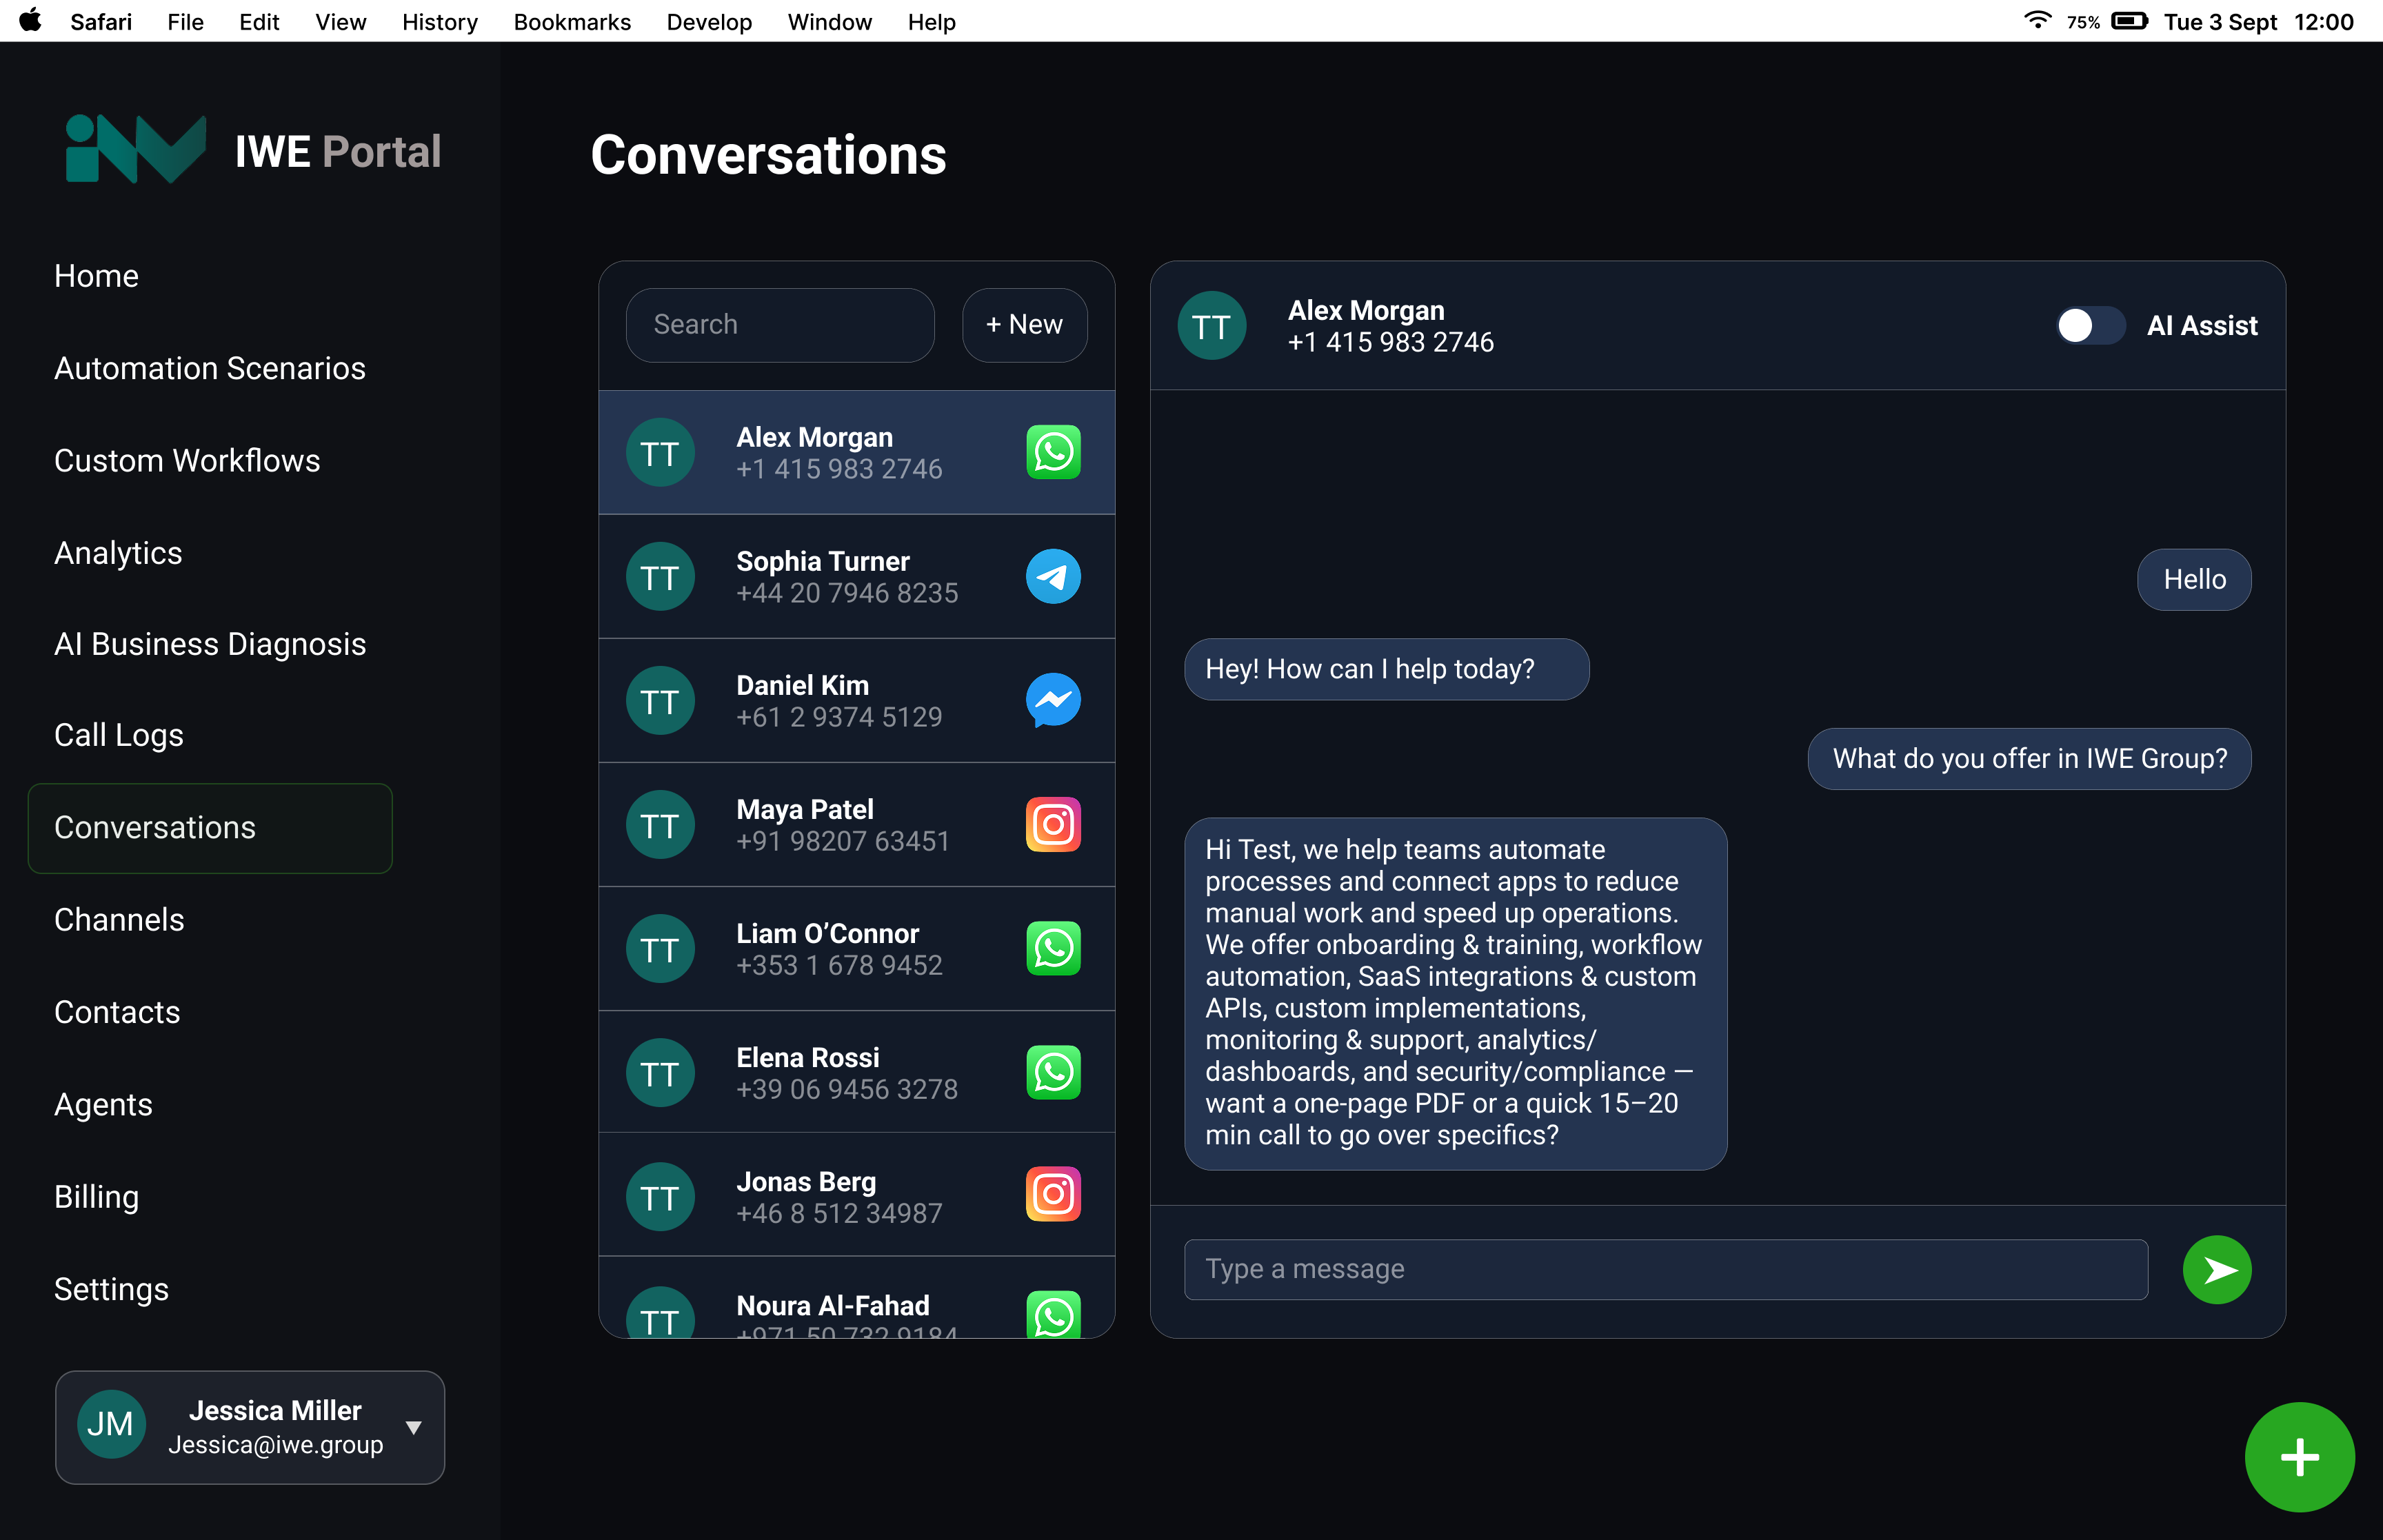 Safari File Edit View History Bookmarks Develop Window Help 75% Tue 3 Sept 12:00
IWE Portal
Home
Automation Scenarios
Custom Workflows
Analytics
AI Business Diagnosis
Call Logs
Conversations
Channels
Contacts
Agents
Billing
Settings
JM
Jessica Miller
Jessica@iwe.group
Conversations
Search
+ New
TT
Alex Morgan
+1 415 983 2746
TT
Sophia Turner
+44 20 7946 8235
TT
Daniel Kim
+61 2 9374 5129
TT
Maya Patel
+91 98207 63451
TT
Liam O’Connor
+353 1 678 9452
TT
Elena Rossi
+39 06 9456 3278
TT
Jonas Berg
+46 8 512 34987
TT
Noura Al-Fahad
+971 50 732 9184
TT
Alex Morgan
+1 415 983 2746
AI Assist
Hello
Hey! How can I help today?
What do you offer in IWE Group?
Hi Test, we help teams automate
processes and connect apps to reduce
manual work and speed up operations.
We offer onboarding & training, workflow
automation, SaaS integrations & custom
APIs, custom implementations,
monitoring & support, analytics/
dashboards, and security/compliance —
want a one-page PDF or a quick 15–20
min call to go over specifics?
Type a message